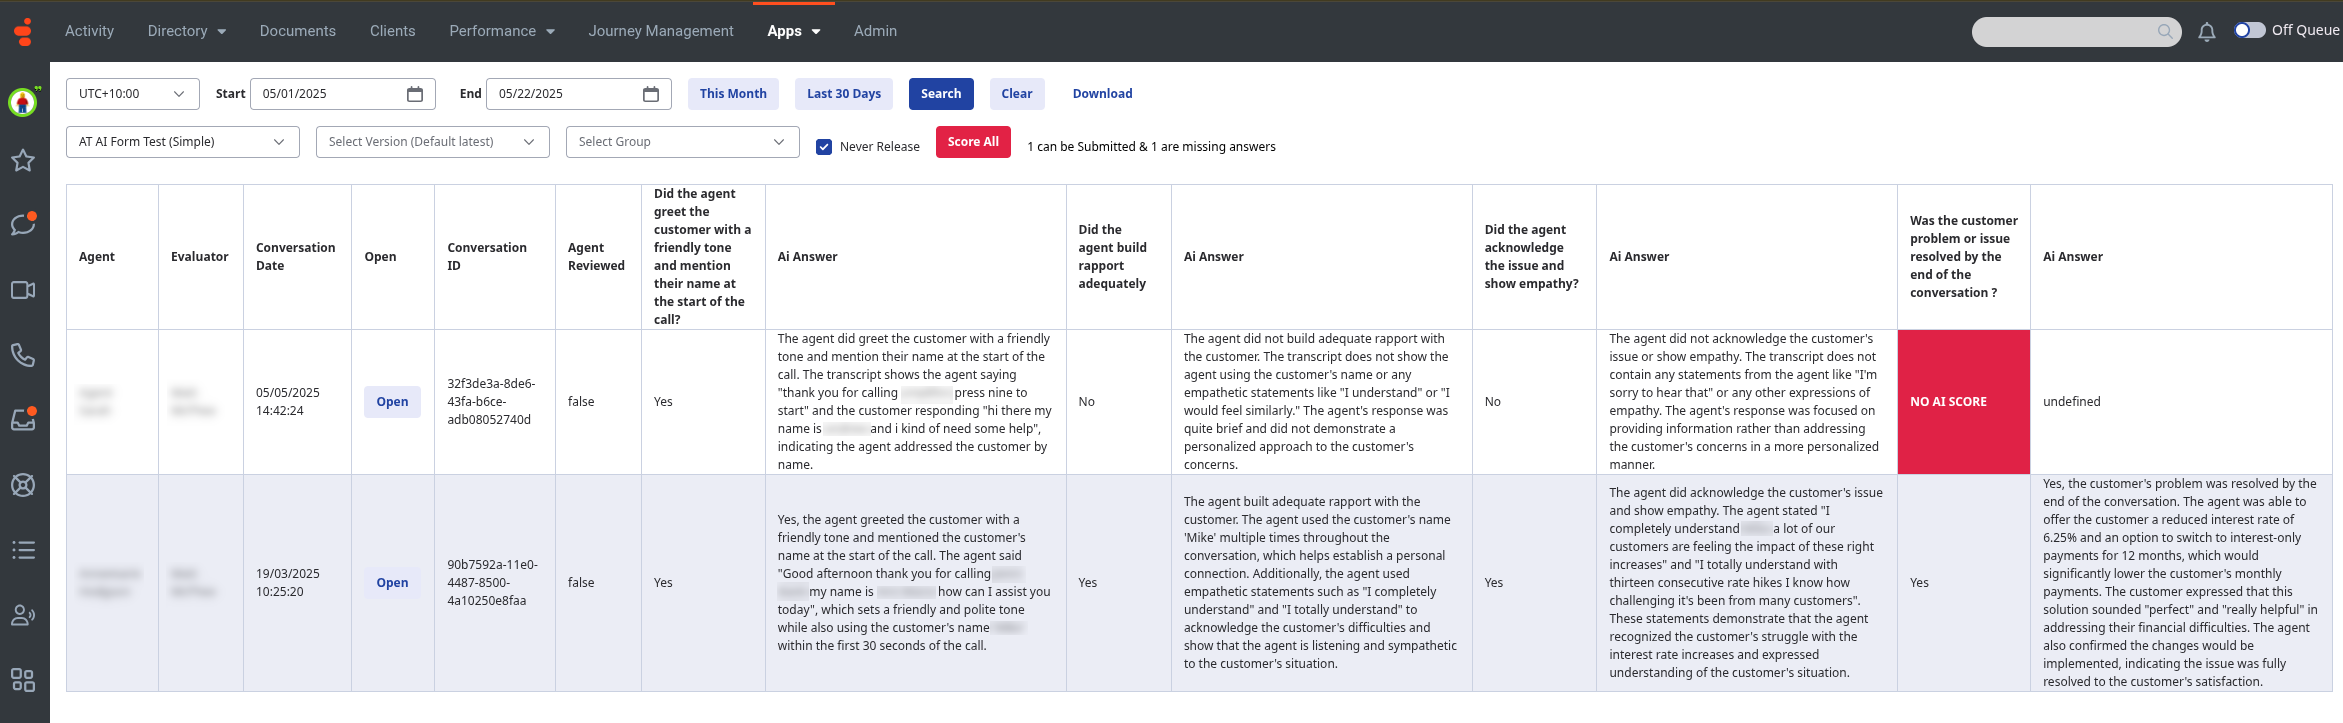 Activity Directory Documents Clients Performance Journey Management Apps Admin Off Queue
UTC+10:00 Start 05/01/2025 End 05/22/2025 This Month Last 30 Days Search Clear Download
AT AI Form Test (Simple) Select Version (Default latest) Select Group Never Release Score All 1 can be Submitted & 1 are missing answers
Agent
Evaluator
Conversation
Date
Open
Conversation
ID
Agent
Reviewed
Did the agent
greet the
customer with a
friendly tone
and mention
their name at
the start of the
call?
Ai Answer
Did the
agent build
rapport
adequately
Ai Answer
Did the agent
acknowledge
the issue and
show empathy?
Ai Answer
Was the customer
problem or issue
resolved by the
end of the
conversation ?
Ai Answer
05/05/2025
14:42:24
Open
32f3de3a-8de6-
43fa-b6ce-
adb08052740d
false
Yes
The agent did greet the customer with a friendly
tone and mention their name at the start of the
call. The transcript shows the agent saying
"thank you for calling press nine to
start" and the customer responding "hi there my
name is and i kind of need some help",
indicating the agent addressed the customer by
name.
No
The agent did not build adequate rapport with
the customer. The transcript does not show the
agent using the customer's name or any
empathetic statements like "I understand" or "I
would feel similarly." The agent's response was
quite brief and did not demonstrate a
personalized approach to the customer's
concerns.
No
The agent did not acknowledge the customer's
issue or show empathy. The transcript does not
contain any statements from the agent like "I'm
sorry to hear that" or any other expressions of
empathy. The agent's response was focused on
providing information rather than addressing
the customer's concerns in a more personalized
manner.
NO AI SCORE
undefined
19/03/2025
10:25:20
Open
90b7592a-11e0-
4487-8500-
4a10250e8faa
false
Yes
Yes, the agent greeted the customer with a
friendly tone and mentioned the customer's
name at the start of the call. The agent said
"Good afternoon thank you for calling
my name is how can I assist you
today", which sets a friendly and polite tone
while also using the customer's name
within the first 30 seconds of the call.
Yes
The agent built adequate rapport with the
customer. The agent used the customer's name
'Mike' multiple times throughout the
conversation, which helps establish a personal
connection. Additionally, the agent used
empathetic statements such as "I completely
understand" and "I totally understand" to
acknowledge the customer's difficulties and
show that the agent is listening and sympathetic
to the customer's situation.
Yes
The agent did acknowledge the customer's issue
and show empathy. The agent stated "I
completely understand a lot of our
customers are feeling the impact of these right
increases" and "I totally understand with
thirteen consecutive rate hikes I know how
challenging it's been from many customers".
These statements demonstrate that the agent
recognized the customer's struggle with the
interest rate increases and expressed
understanding of the customer's situation.
Yes
Yes, the customer's problem was resolved by the
end of the conversation. The agent was able to
offer the customer a reduced interest rate of
6.25% and an option to switch to interest-only
payments for 12 months, which would
significantly lower the customer's monthly
payments. The customer expressed that this
solution sounded "perfect" and "really helpful" in
addressing their financial difficulties. The agent
also confirmed the changes would be
implemented, indicating the issue was fully
resolved to the customer's satisfaction.